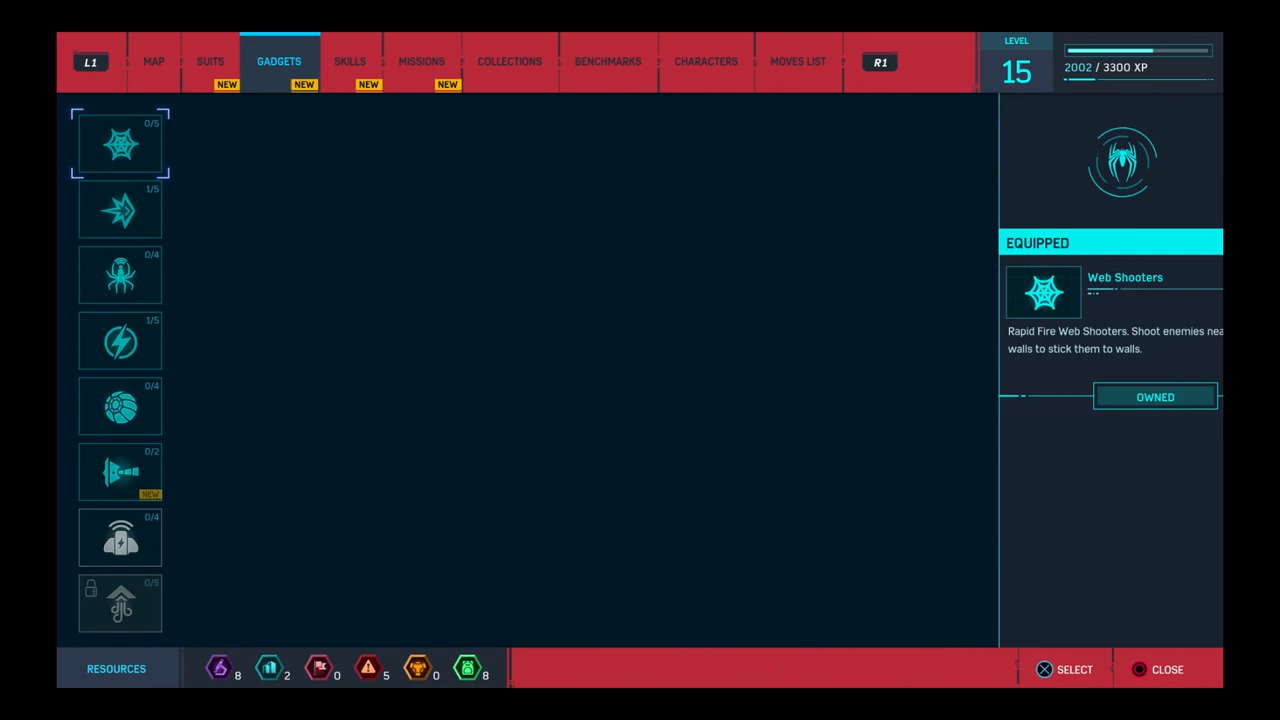 L1
MAP
SUITS
NEW
GADGETS
NEW
SKILLS
NEW
MISSIONS
NEW
COLLECTIONS
BENCHMARKS
CHARACTERS
MOVES LIST
R1
LEVEL
15
2002 / 3300 XP
0/5
1/5
0/4
1/5
0/4
0/2
NEW
0/4
0/5
EQUIPPED
Web Shooters
Rapid Fire Web Shooters. Shoot enemies nea
walls to stick them to walls.
OWNED
RESOURCES
8
2
0
5
0
8
SELECT
CLOSE